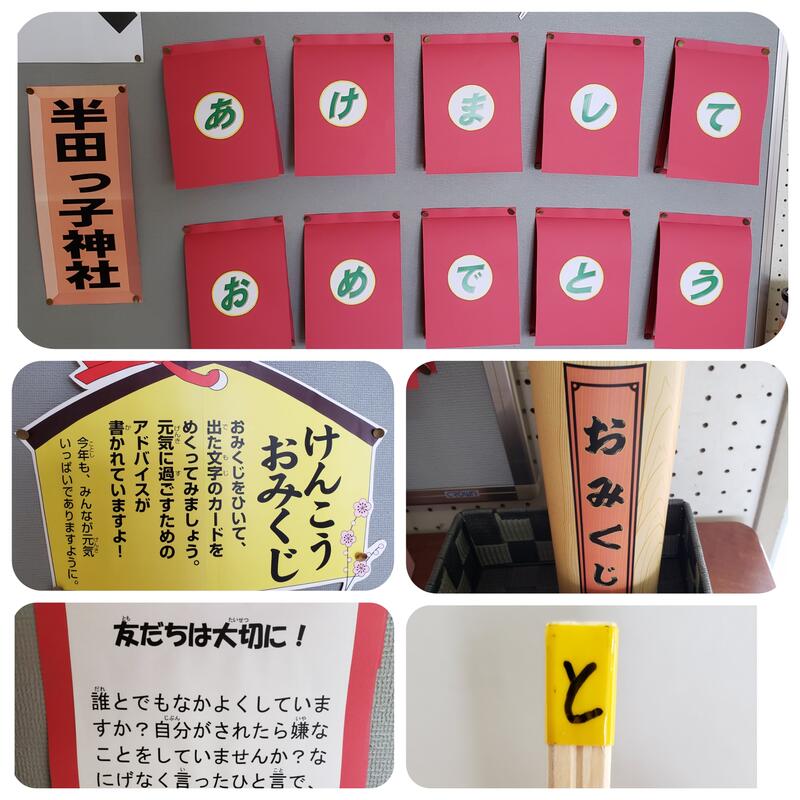 半田っ子神社
あけまして
おめでとう
けんこう
おみくじ
おみくじをひいて、
出た文字のカードを
めくってみましょう。
元気に過ごすための
アドバイスが
書かれていますよ！
今年も、みんなが元気
いっぱいでありますように。
おみくじ
CROWN
友だちは大切に！
誰とでもなかよくしていま
すか？自分がされたら嫌な
ことをしていませんか？な
にげなく言ったひと言で、
と